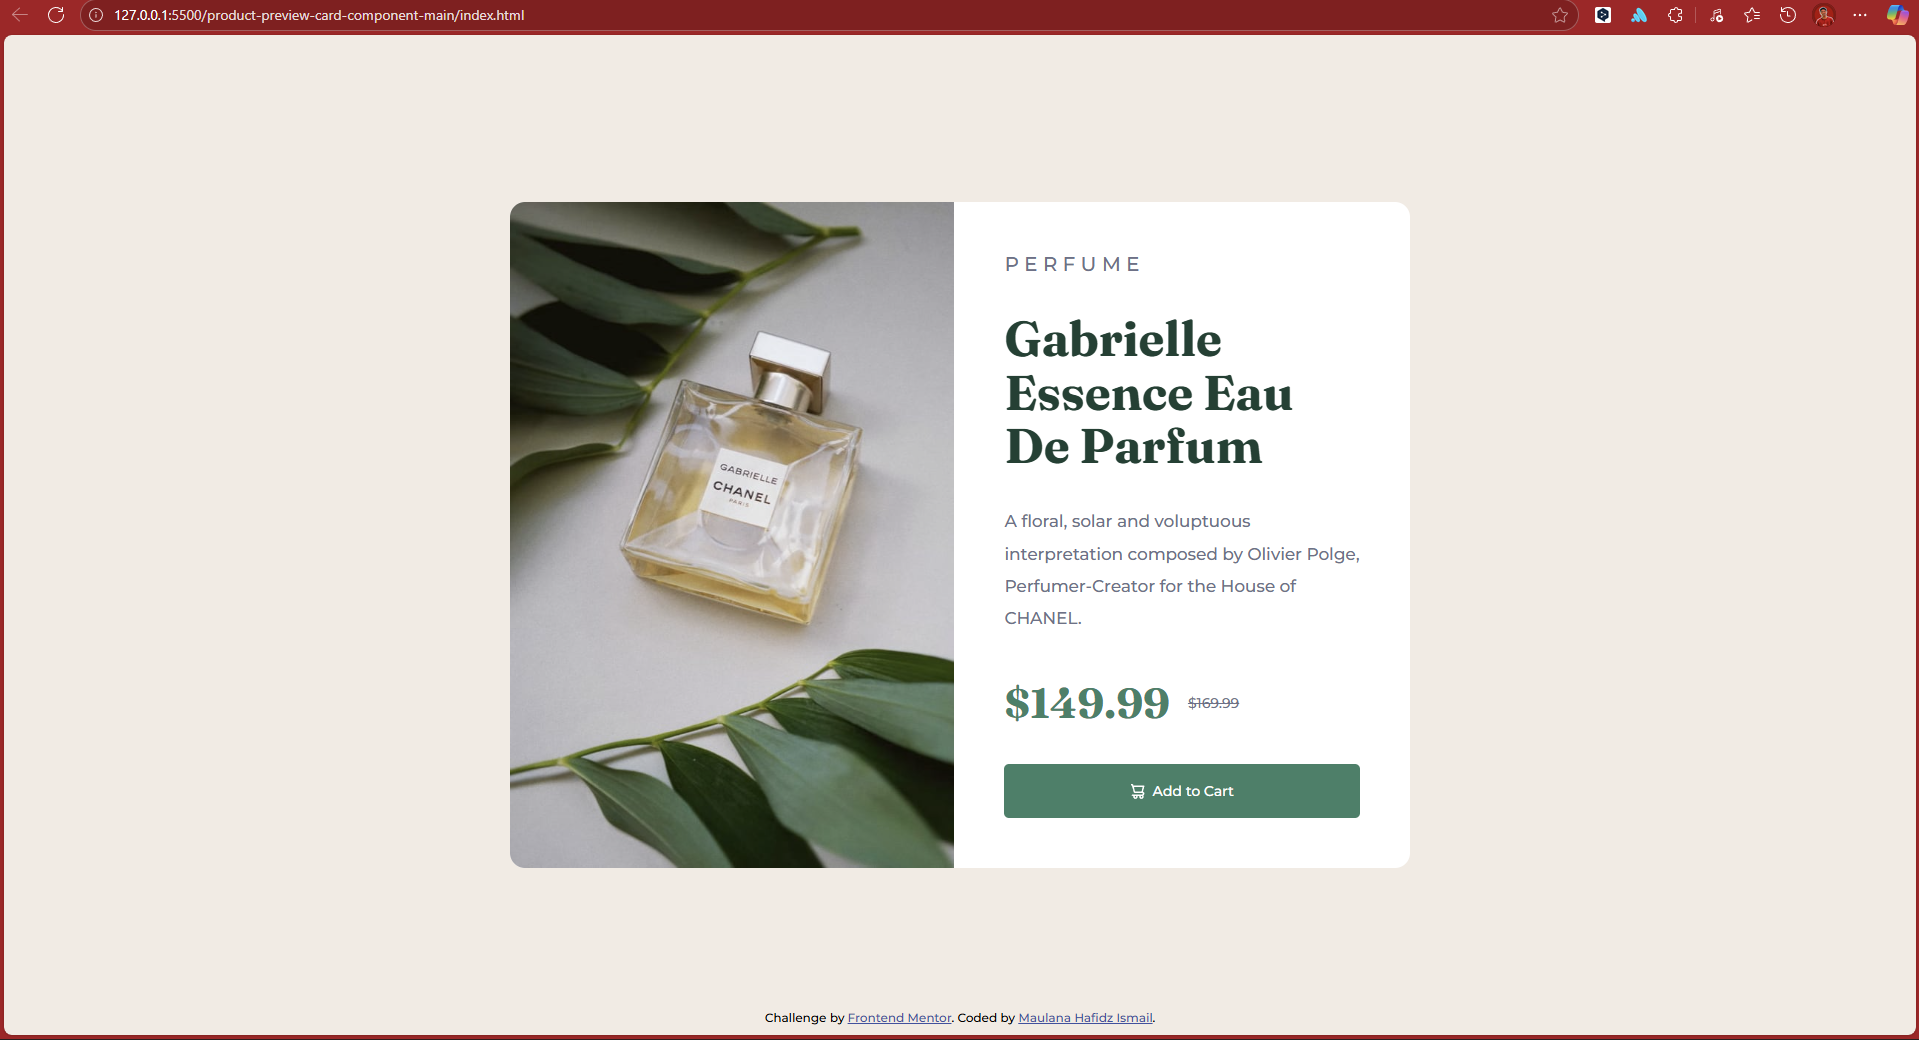 127.0.0.1:5500/product-preview-card-component-main/index.html
GABRIELLE
CHANEL
PARIS
PERFUME
Gabrielle
Essence Eau
De Parfum
A floral, solar and voluptuous
interpretation composed by Olivier Polge,
Perfumer-Creator for the House of
CHANEL.
$149.99 $169.99
Add to Cart
Challenge by Frontend Mentor. Coded by Maulana Hafidz Ismail.